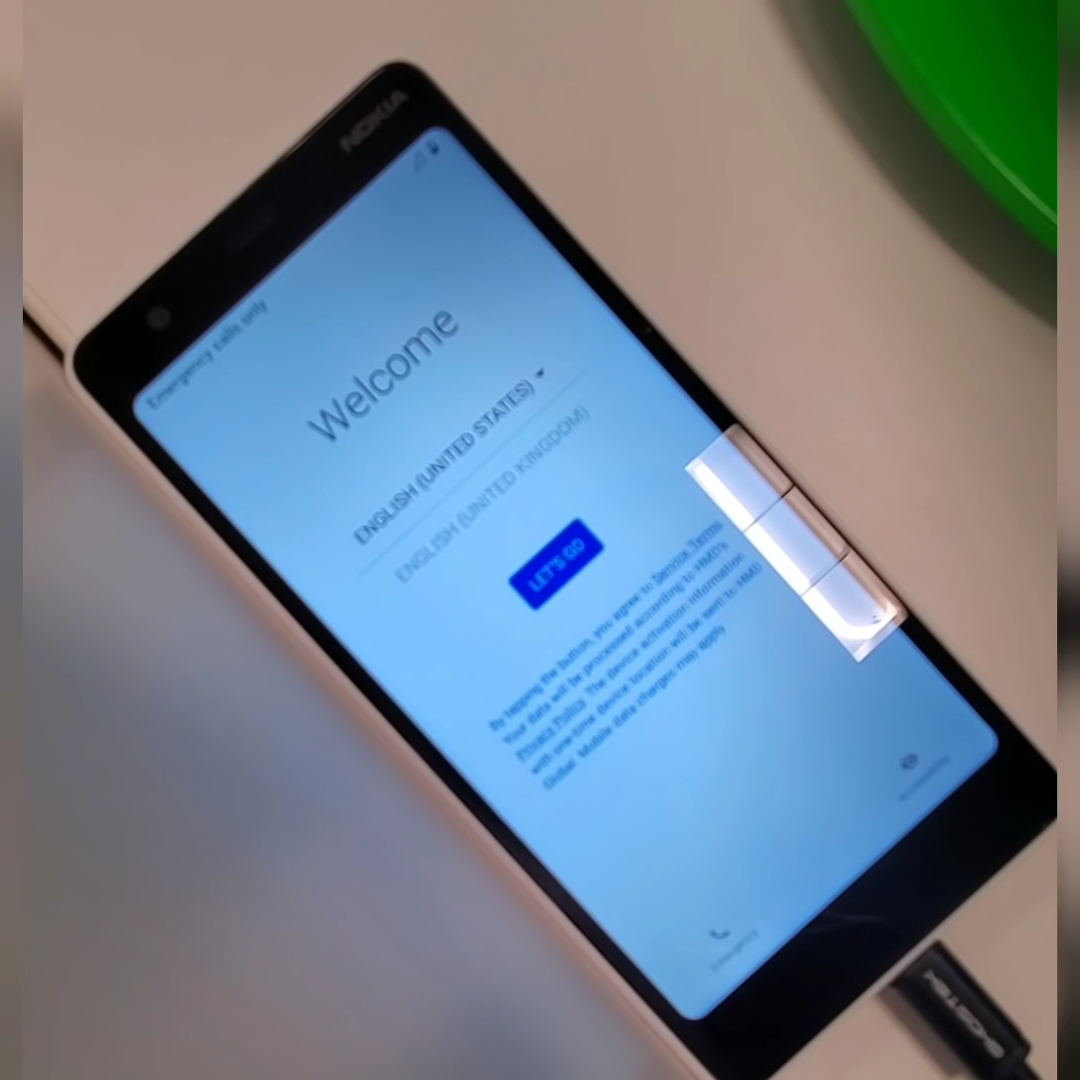 NOKIA
Emergency calls only
Welcome
ENGLISH (UNITED STATES)
ENGLISH (UNITED KINGDOM)
LET'S GO
By tapping the button, you agree to Service Terms
Your data will be processed according to HMD's
Privacy Policy. The device activation information
with one-time device location will be sent to HMD
Global. Mobile data charges may apply
Accessibility
Emergency
GHOSTEK